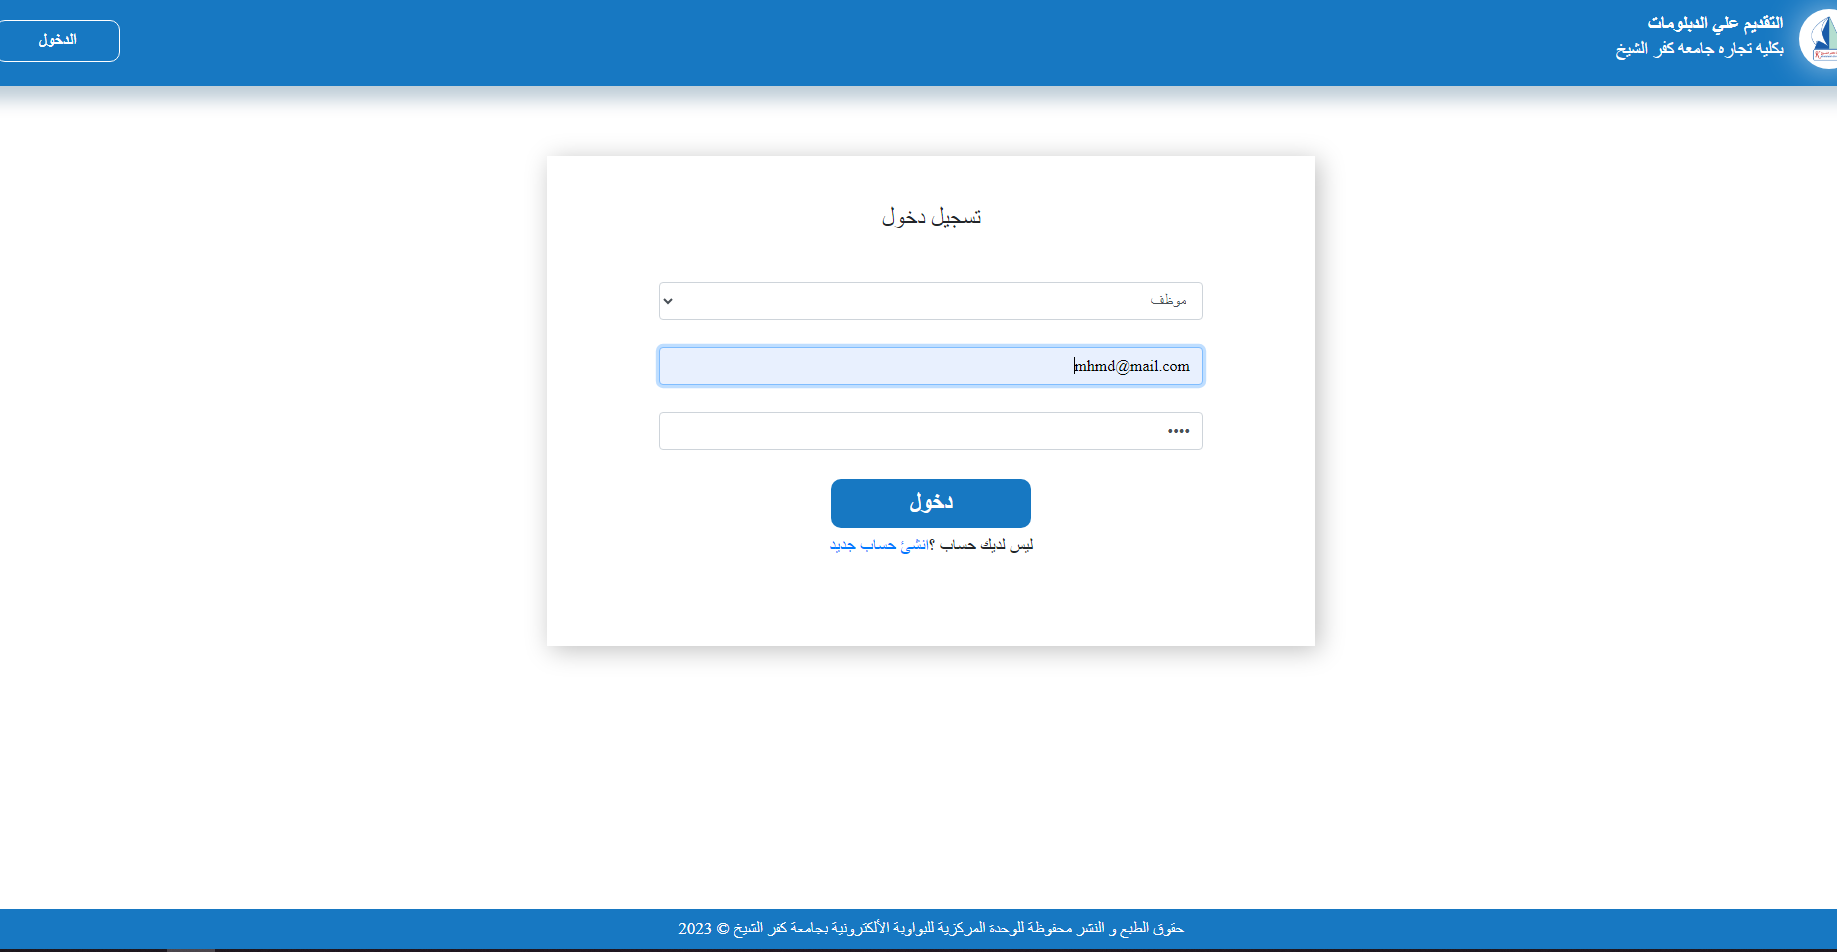 التقديم علي الدبلومات
بكليه تجاره جامعه كفر الشيخ
الدخول
تسجيل دخول
موظف
mhmd@mail.com
••••
دخول
ليس لديك حساب ؟انشئ حساب جديد
حقوق الطبع و النشر محفوظة للوحدة المركزية للبواوية الألكترونية بجامعة كفر الشيخ © 2023